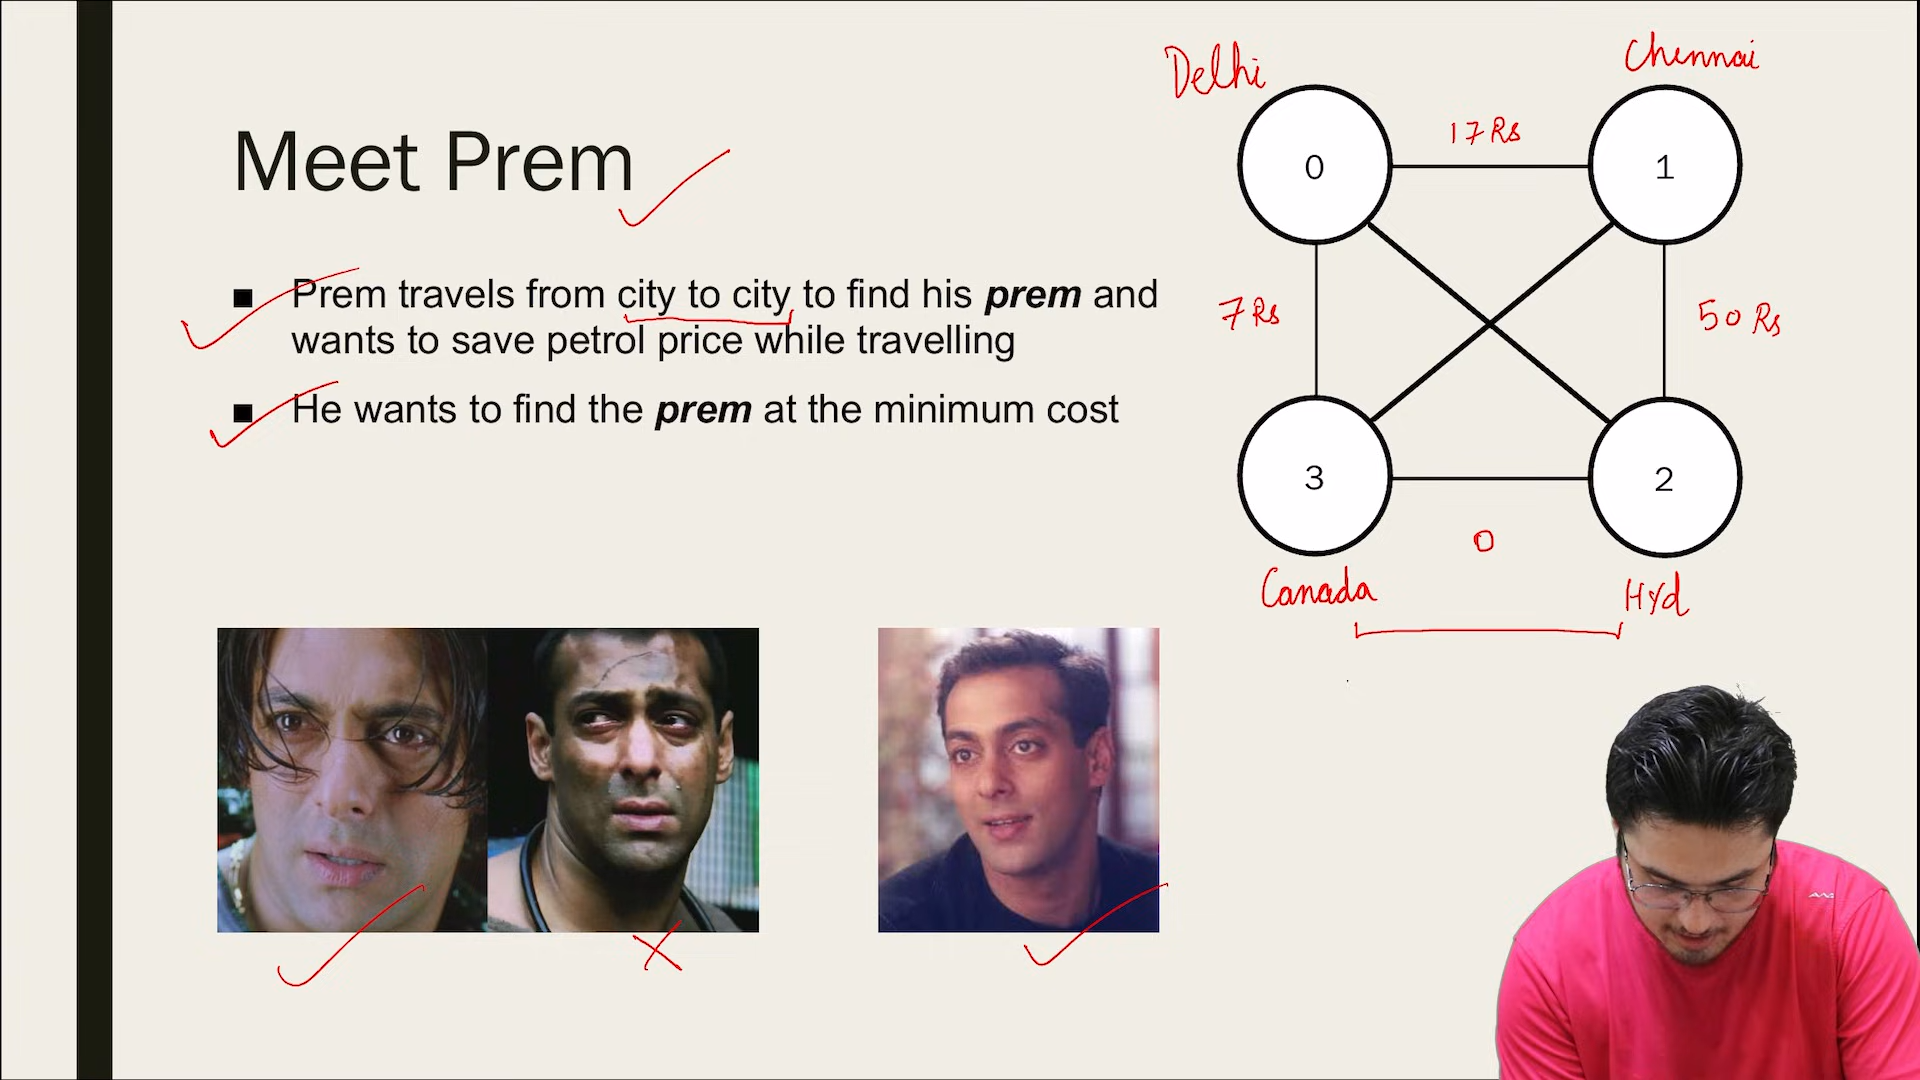 Meet Prem
■ Prem travels from city to city to find his prem and
wants to save petrol price while travelling
■ He wants to find the prem at the minimum cost
Delhi
Chennai
0
17 Rs
1
7 Rs
50 Rs
3
2
0
Canada
Hyd